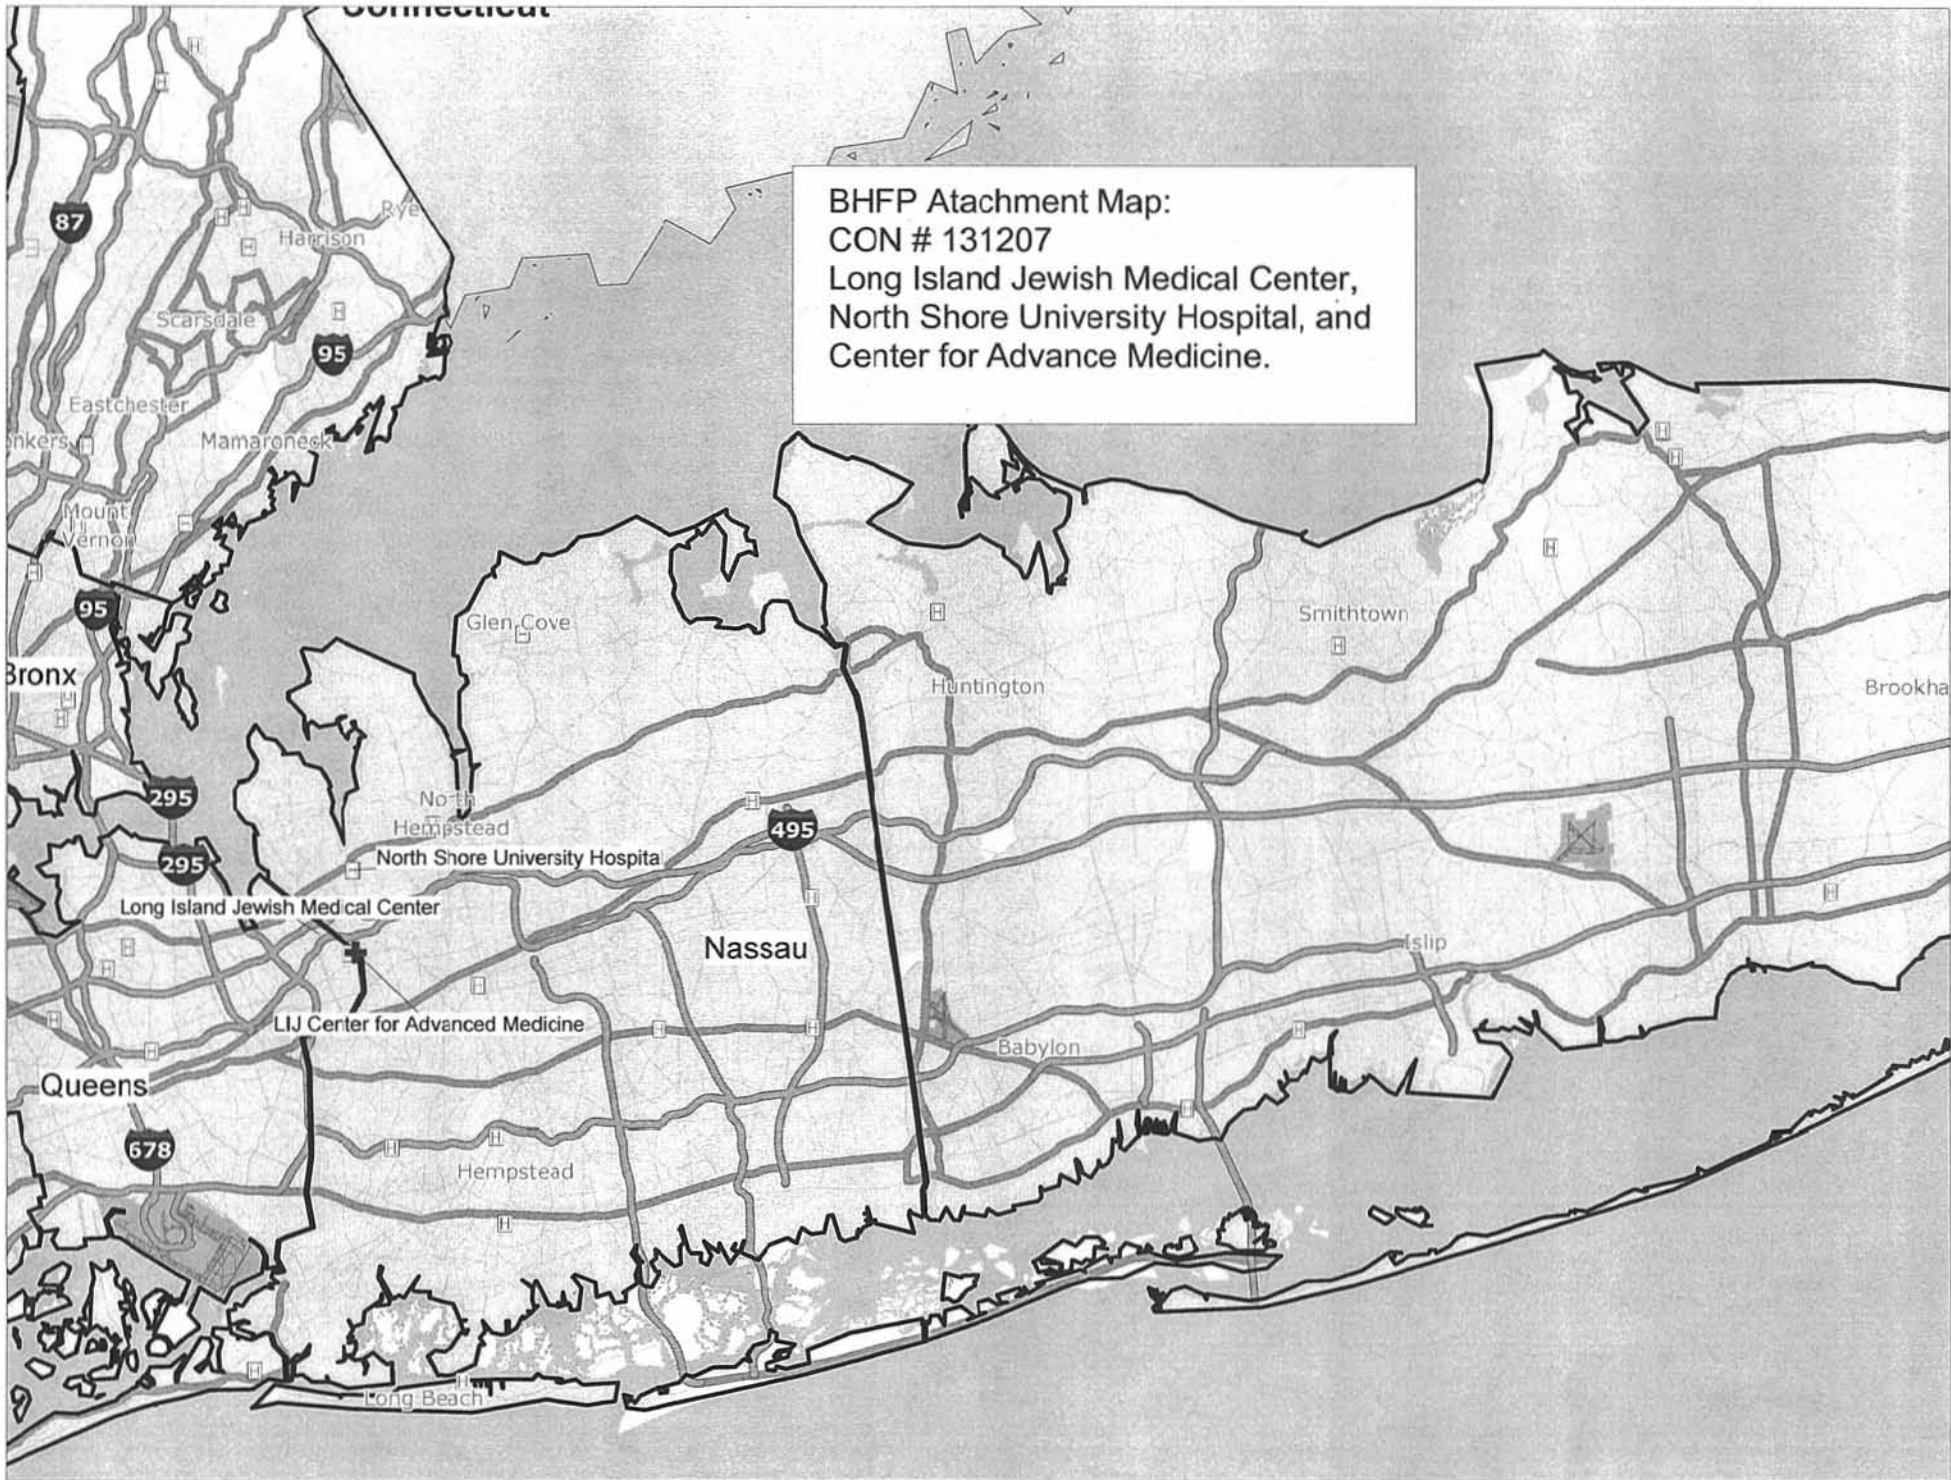 Connecticut
BHFP Atachment Map:
CON # 131207
Long Island Jewish Medical Center,
North Shore University Hospital, and
Center for Advance Medicine.
87
Rye
Harrison
Scarsdale
95
Eastchester
onkers
Mamaroneck
Mount
Vernon
95
Glen Cove
Smithtown
Bronx
Huntington
Brookha
295
North
Hempstead
495
295
North Shore University Hospital
Long Island Jewish Medical Center
Nassau
Islip
LIJ Center for Advanced Medicine
Babylon
Queens
678
Hempstead
Long Beach